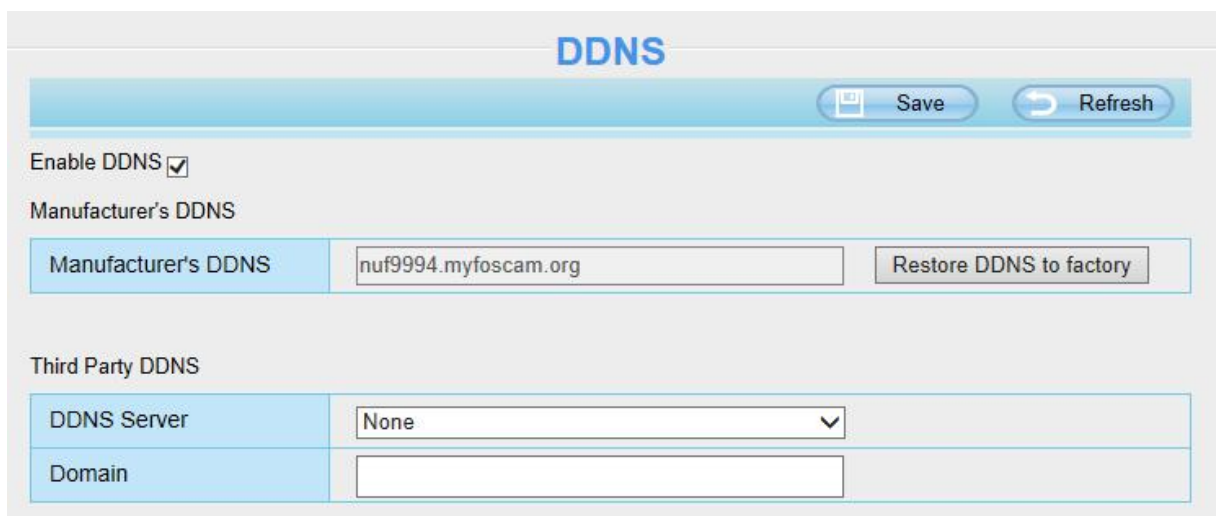 DDNS
Save Refresh
Enable DDNS
Manufacturer's DDNS
Manufacturer's DDNS nuf9994.myfoscam.org Restore DDNS to factory
Third Party DDNS
DDNS Server None
Domain